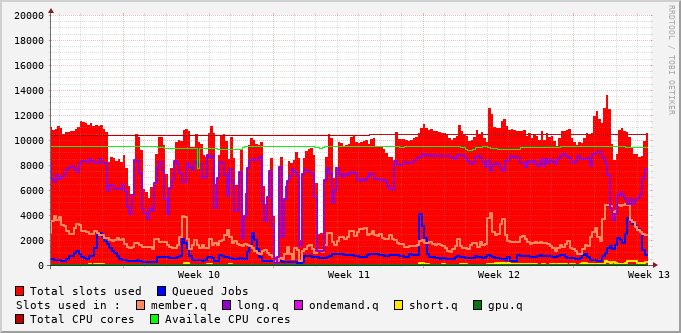 20000
18000
16000
14000
12000
10000
8000
6000
4000
2000
0
Week 10 Week 11 Week 12 Week 13
Total slots used Queued Jobs
Slots used in : member.q long.q ondemand.q short.q gpu.q
Total CPU cores Availale CPU cores
RRDTOOL / TOBI OETIKER